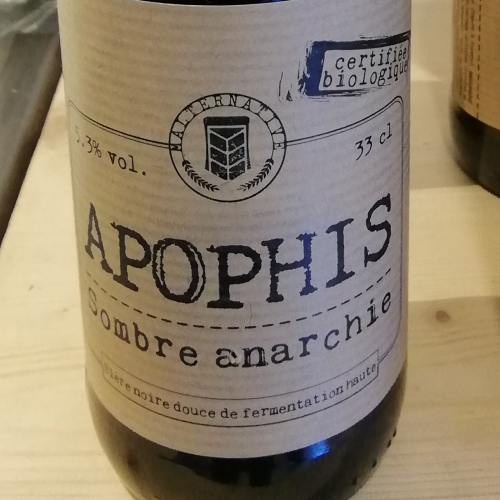 certifiée
biologique
MALTERNATIVE
5.3% vol.
33 cl
APOPHIS
Sombre anarchie
Bière noire douce de fermentation haute